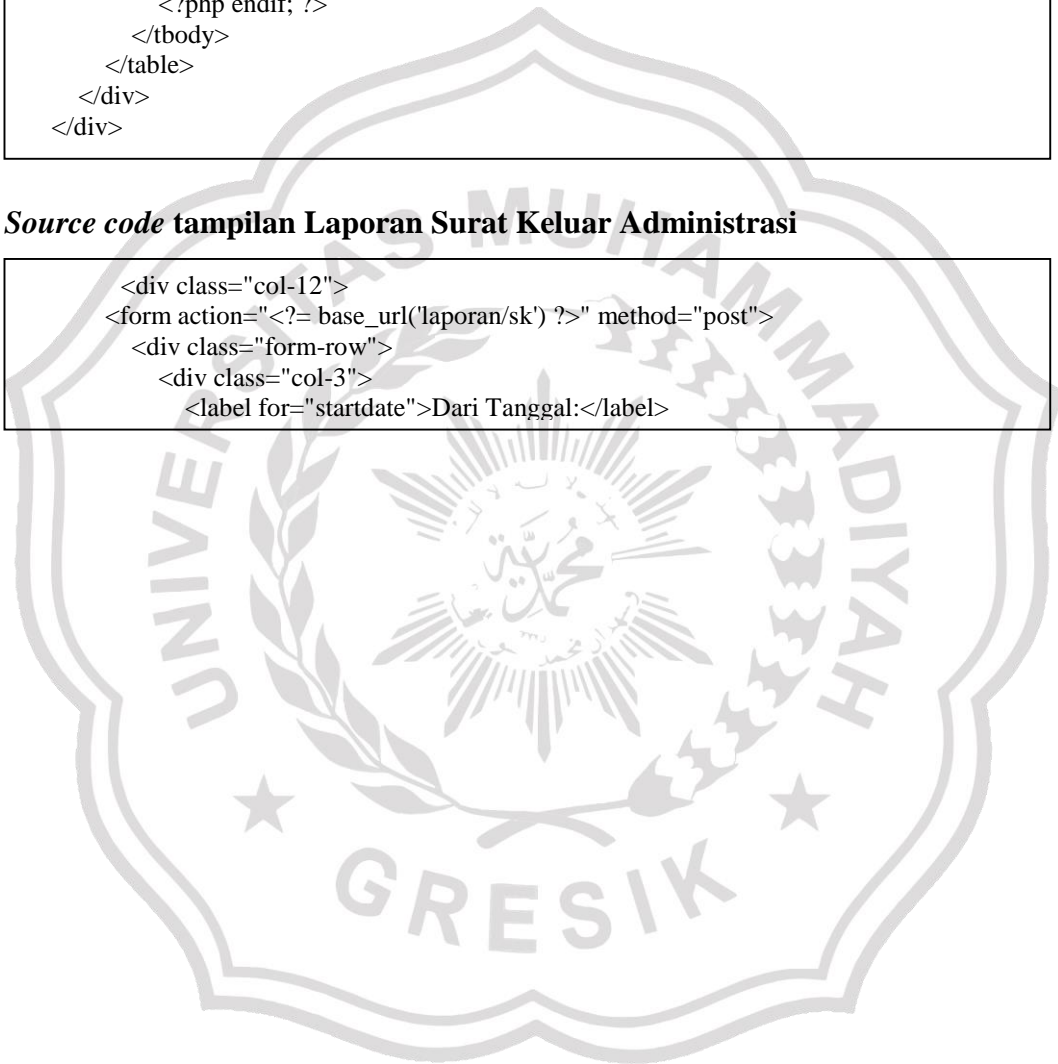 <?php endif; ?>
</tbody>
</table>
</div>
</div>
Source code tampilan Laporan Surat Keluar Administrasi
<div class="col-12">
<form action="<?= base_url('laporan/sk') ?>" method="post">
<div class="form-row">
<div class="col-3">
<label for="startdate">Dari Tanggal:</label>
UNIVERSITAS MUHAMMADIYAH
محمد
GRESIK